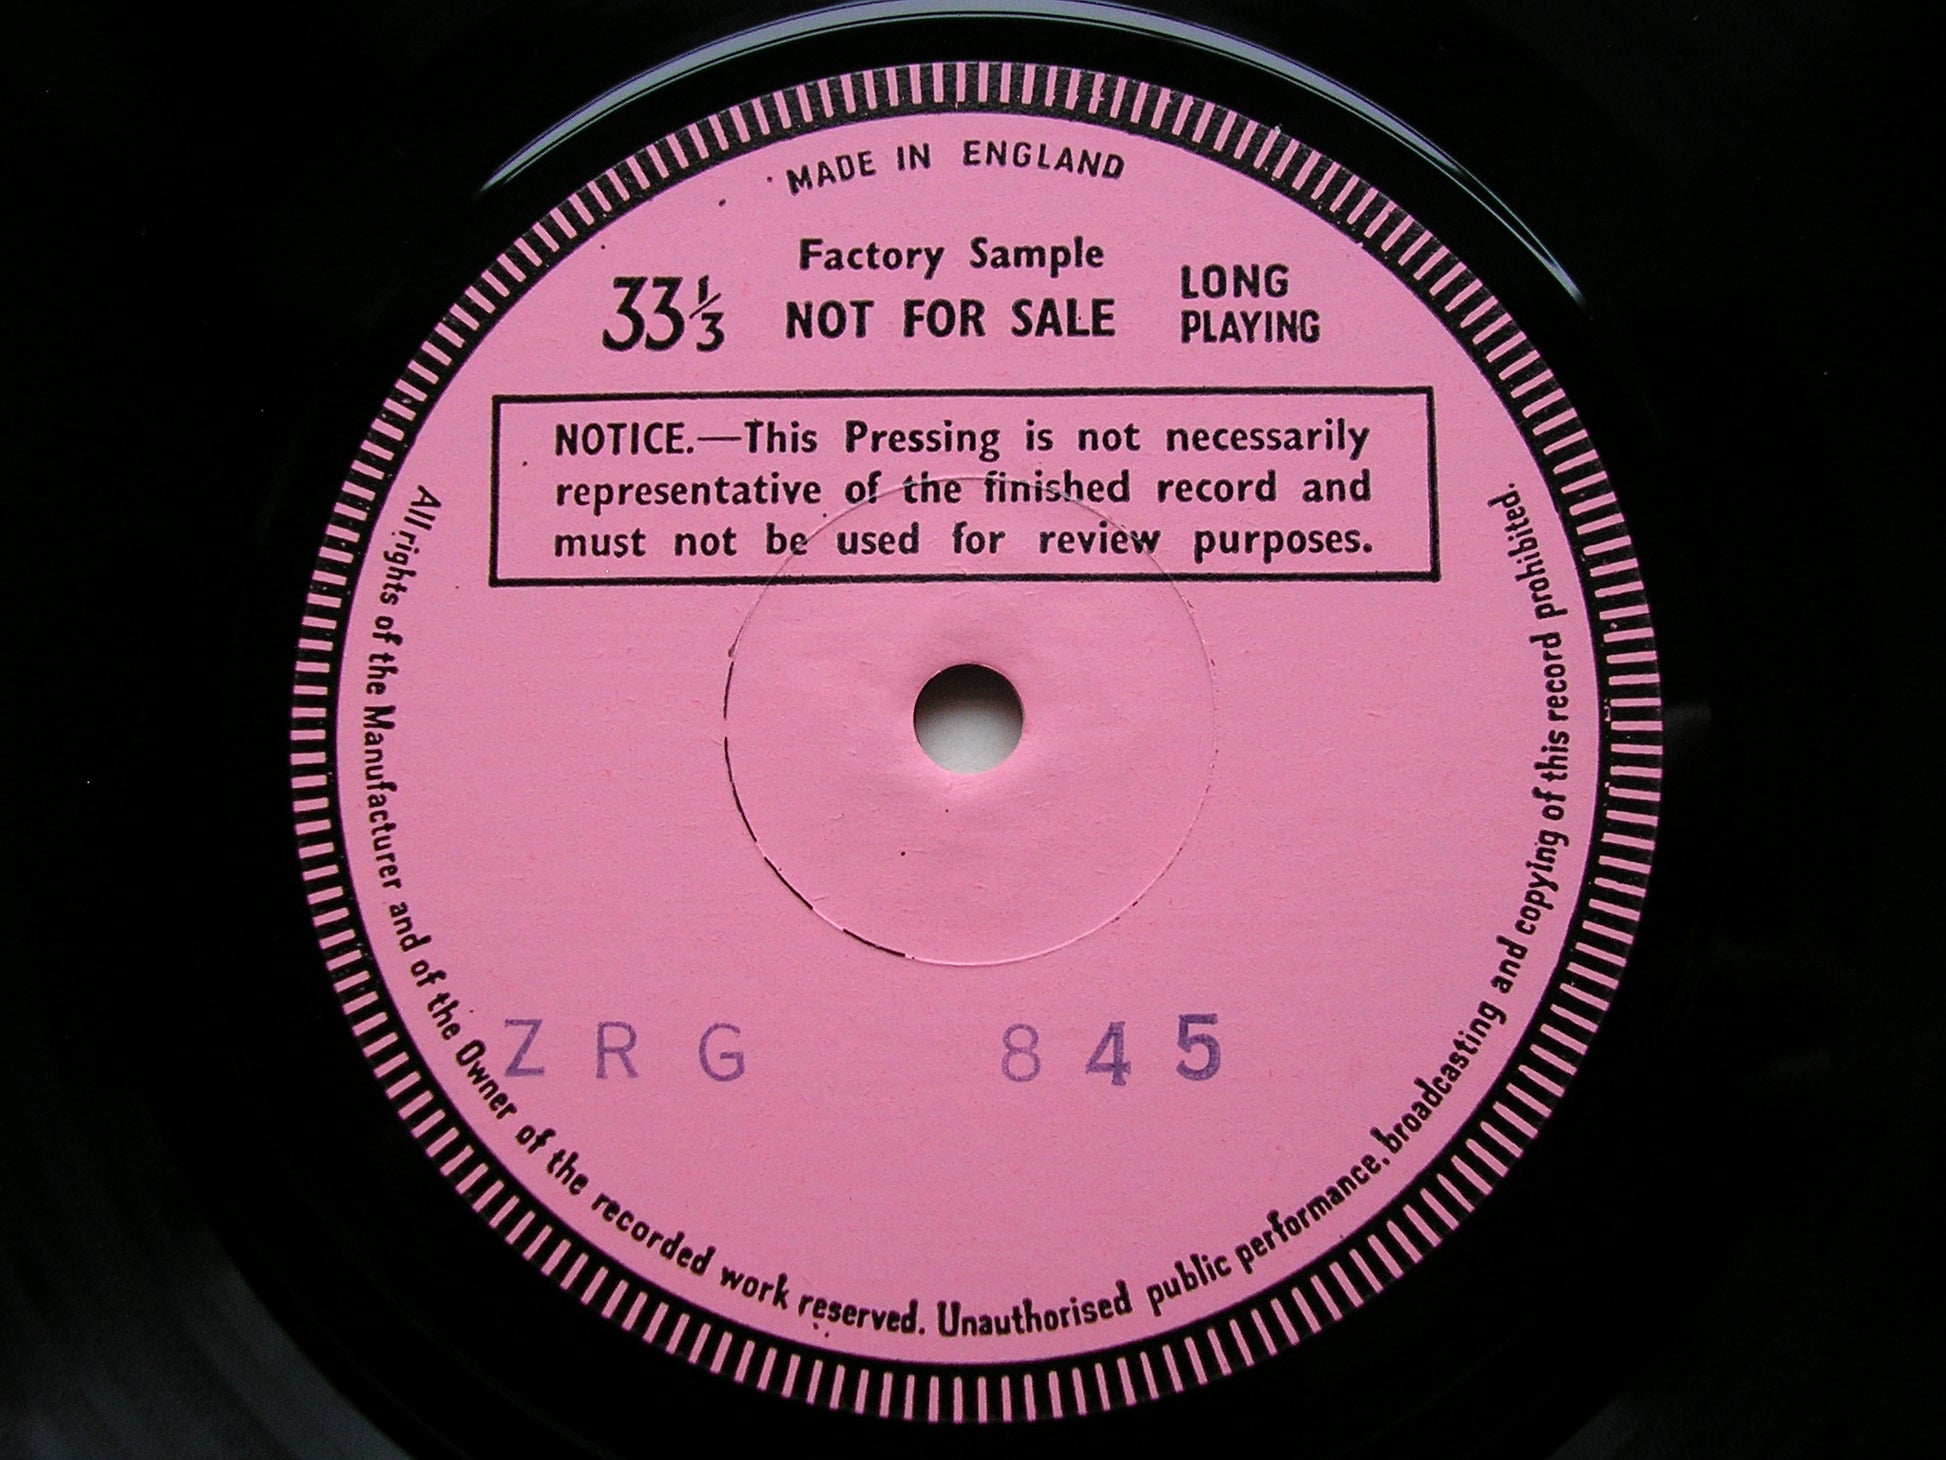 MADE IN ENGLAND
Factory Sample
33⅓ NOT FOR SALE
LONG
PLAYING
NOTICE.—This Pressing is not necessarily
representative of the finished record and
must not be used for review purposes.
ZRG 845
All rights of the Manufacturer and of the Owner of the recorded work reserved. Unauthorised public performance, broadcasting and copying of this record prohibited.